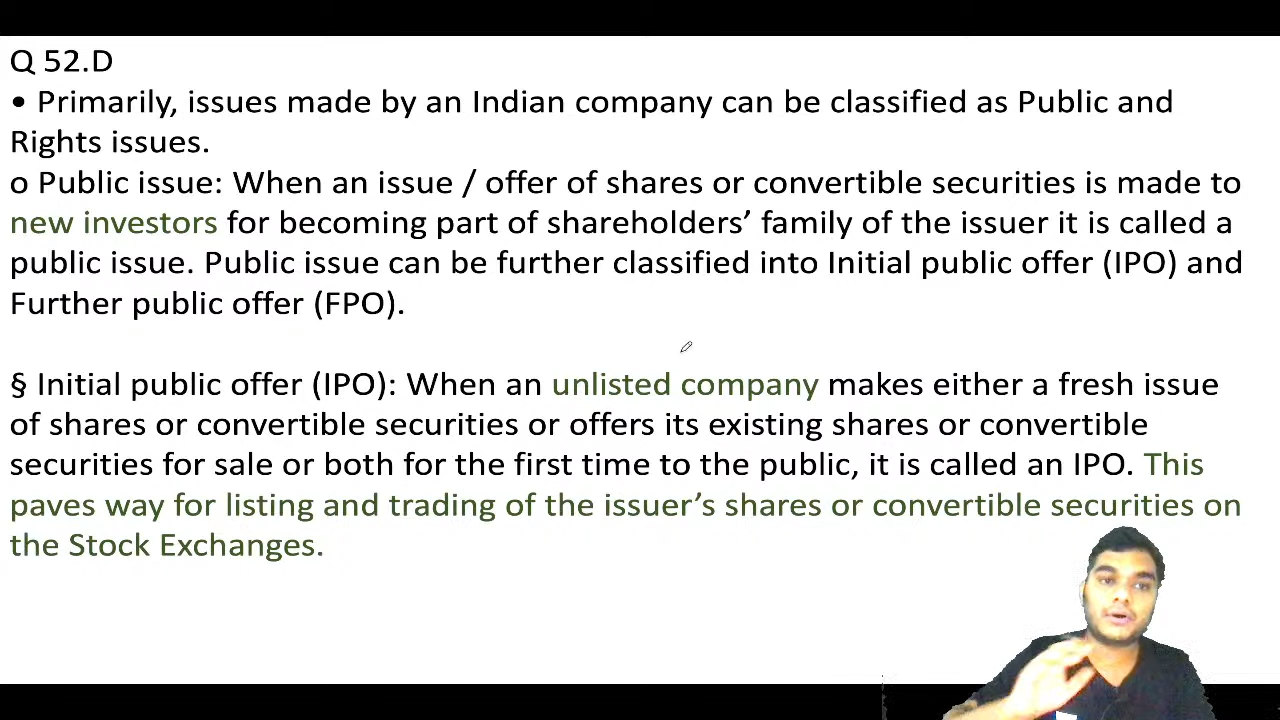 Q 52.D
• Primarily, issues made by an Indian company can be classified as Public and
Rights issues.
o Public issue: When an issue / offer of shares or convertible securities is made to
new investors for becoming part of shareholders’ family of the issuer it is called a
public issue. Public issue can be further classified into Initial public offer (IPO) and
Further public offer (FPO).
§ Initial public offer (IPO): When an unlisted company makes either a fresh issue
of shares or convertible securities or offers its existing shares or convertible
securities for sale or both for the first time to the public, it is called an IPO. This
paves way for listing and trading of the issuer’s shares or convertible securities on
the Stock Exchanges.